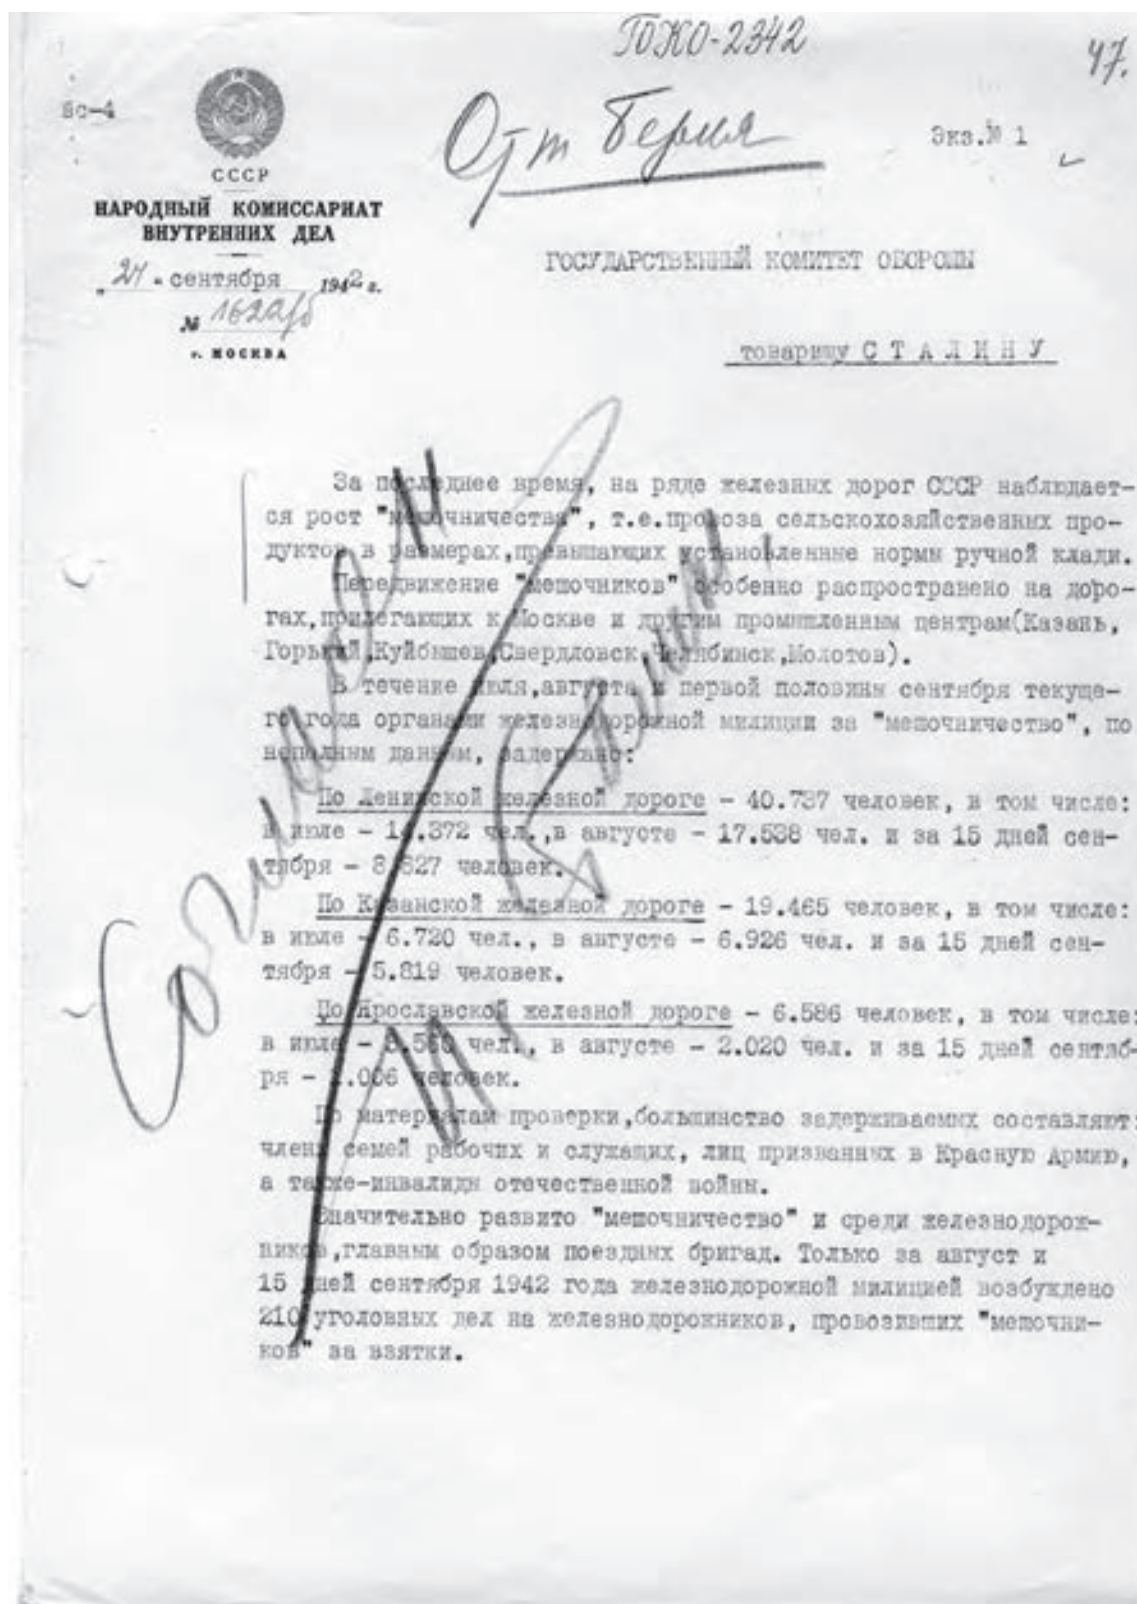 ГОКО-2342
47.
вс-4
От Берия
Экз.№ 1
СССР
НАРОДНЫЙ КОМИССАРИАТ
ВНУТРЕННИХ ДЕЛ
ГОСУДАРСТВЕННЫЙ КОМИТЕТ ОБОРОНЫ
" сентября 1942 г.
№
г. МОСКВА
товарищу С Т А Л И Н У
За последнее время, на ряде железных дорог СССР наблюдает-
ся рост "мешочничества", т.е.провоза сельскохозяйственных про-
дуктов в размерах,превышающих установленные нормы ручной клади.
Передвижение "мешочников" особенно распространено на доро-
гах,прилегающих к Москве и другим промышленным центрам(Казань,
Горький,Куйбышев,Свердловск,Челябинск,Молотов).
В течение июля,августа и первой половины сентября текуще-
го года органами железнодорожной милиции за "мешочничество", по
неполным данным, задержано:
По Ленинской железной дороге - 40.737 человек, в том числе:
в июле - 14.372 чел.,в августе - 17.538 чел. и за 15 дней сен-
тября - 8.827 человек.
По Казанской железной дороге - 19.465 человек, в том числе:
в июле - 6.720 чел., в августе - 6.926 чел. и за 15 дней сен-
тября - 5.819 человек.
По Ярославской железной дороге - 6.586 человек, в том числе:
в июле - 3.560 чел., в августе - 2.020 чел. и за 15 дней сентяб-
ря - 1.006 человек.
По материалам проверки,большинство задерживаемых составляют:
члены семей рабочих и служащих, лиц призванных в Красную Армию,
а также-инвалиды отечественной войны.
Значительно развито "мешочничество" и среди железнодорож-
ников,главным образом поездных бригад. Только за август и
15 дней сентября 1942 года железнодорожной милицией возбуждено
210 уголовных дел на железнодорожников, провозивших "мешочни-
ков" за взятки.
Согласен
И. Сталин